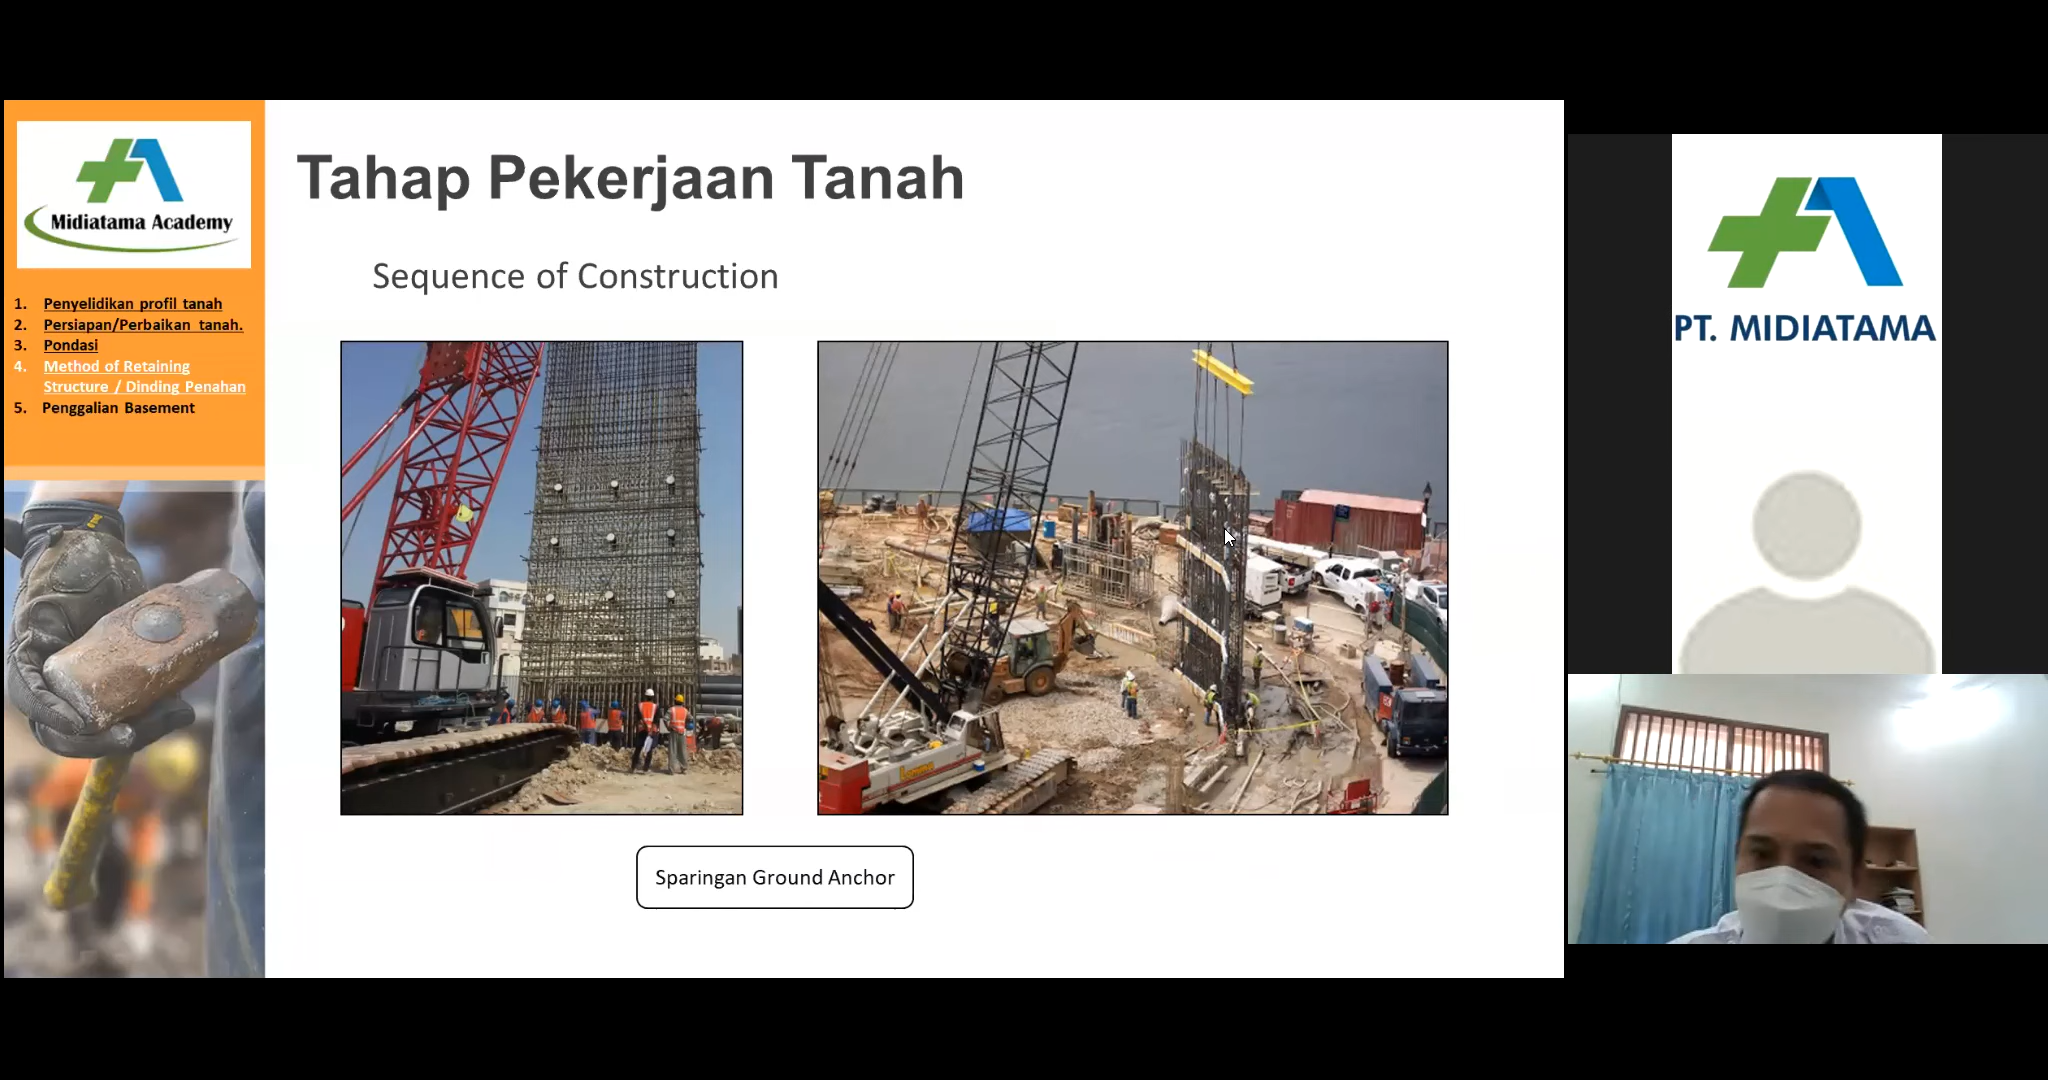 Midiatama Academy
1. Penyelidikan profil tanah
2. Persiapan/Perbaikan tanah.
3. Pondasi
4. Method of Retaining
Structure / Dinding Penahan
5. Penggalian Basement
Tahap Pekerjaan Tanah
Sequence of Construction
Sparingan Ground Anchor
PT. MIDIATAMA